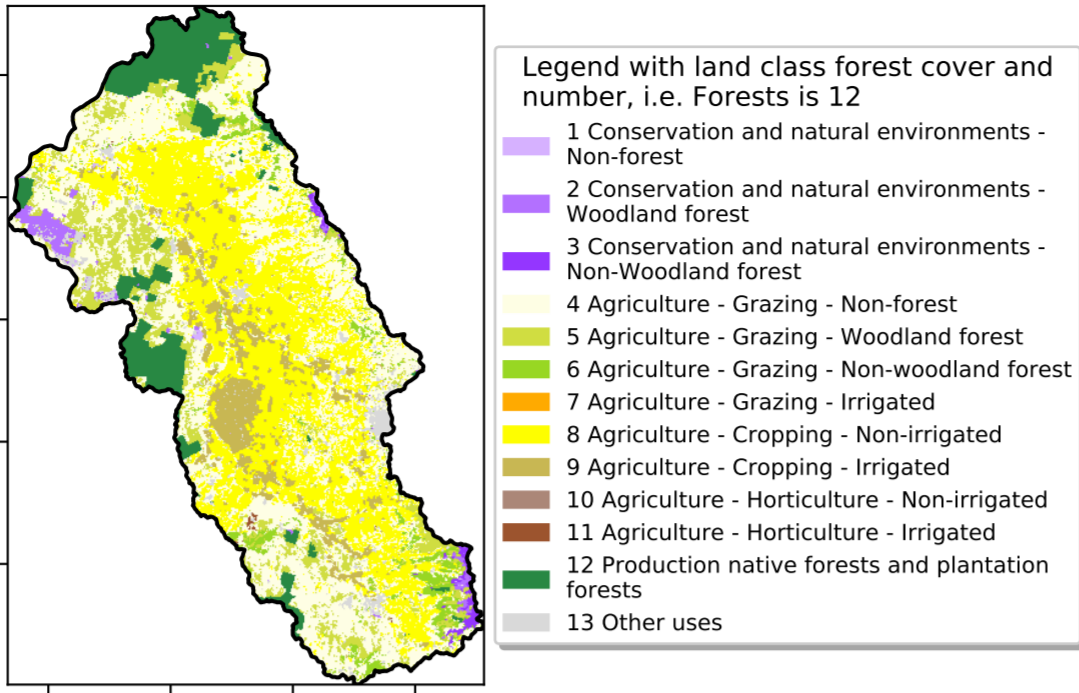 Legend with land class forest cover and
number, i.e. Forests is 12
1 Conservation and natural environments -
Non-forest
2 Conservation and natural environments -
Woodland forest
3 Conservation and natural environments -
Non-Woodland forest
4 Agriculture - Grazing - Non-forest
5 Agriculture - Grazing - Woodland forest
6 Agriculture - Grazing - Non-woodland forest
7 Agriculture - Grazing - Irrigated
8 Agriculture - Cropping - Non-irrigated
9 Agriculture - Cropping - Irrigated
10 Agriculture - Horticulture - Non-irrigated
11 Agriculture - Horticulture - Irrigated
12 Production native forests and plantation
forests
13 Other uses